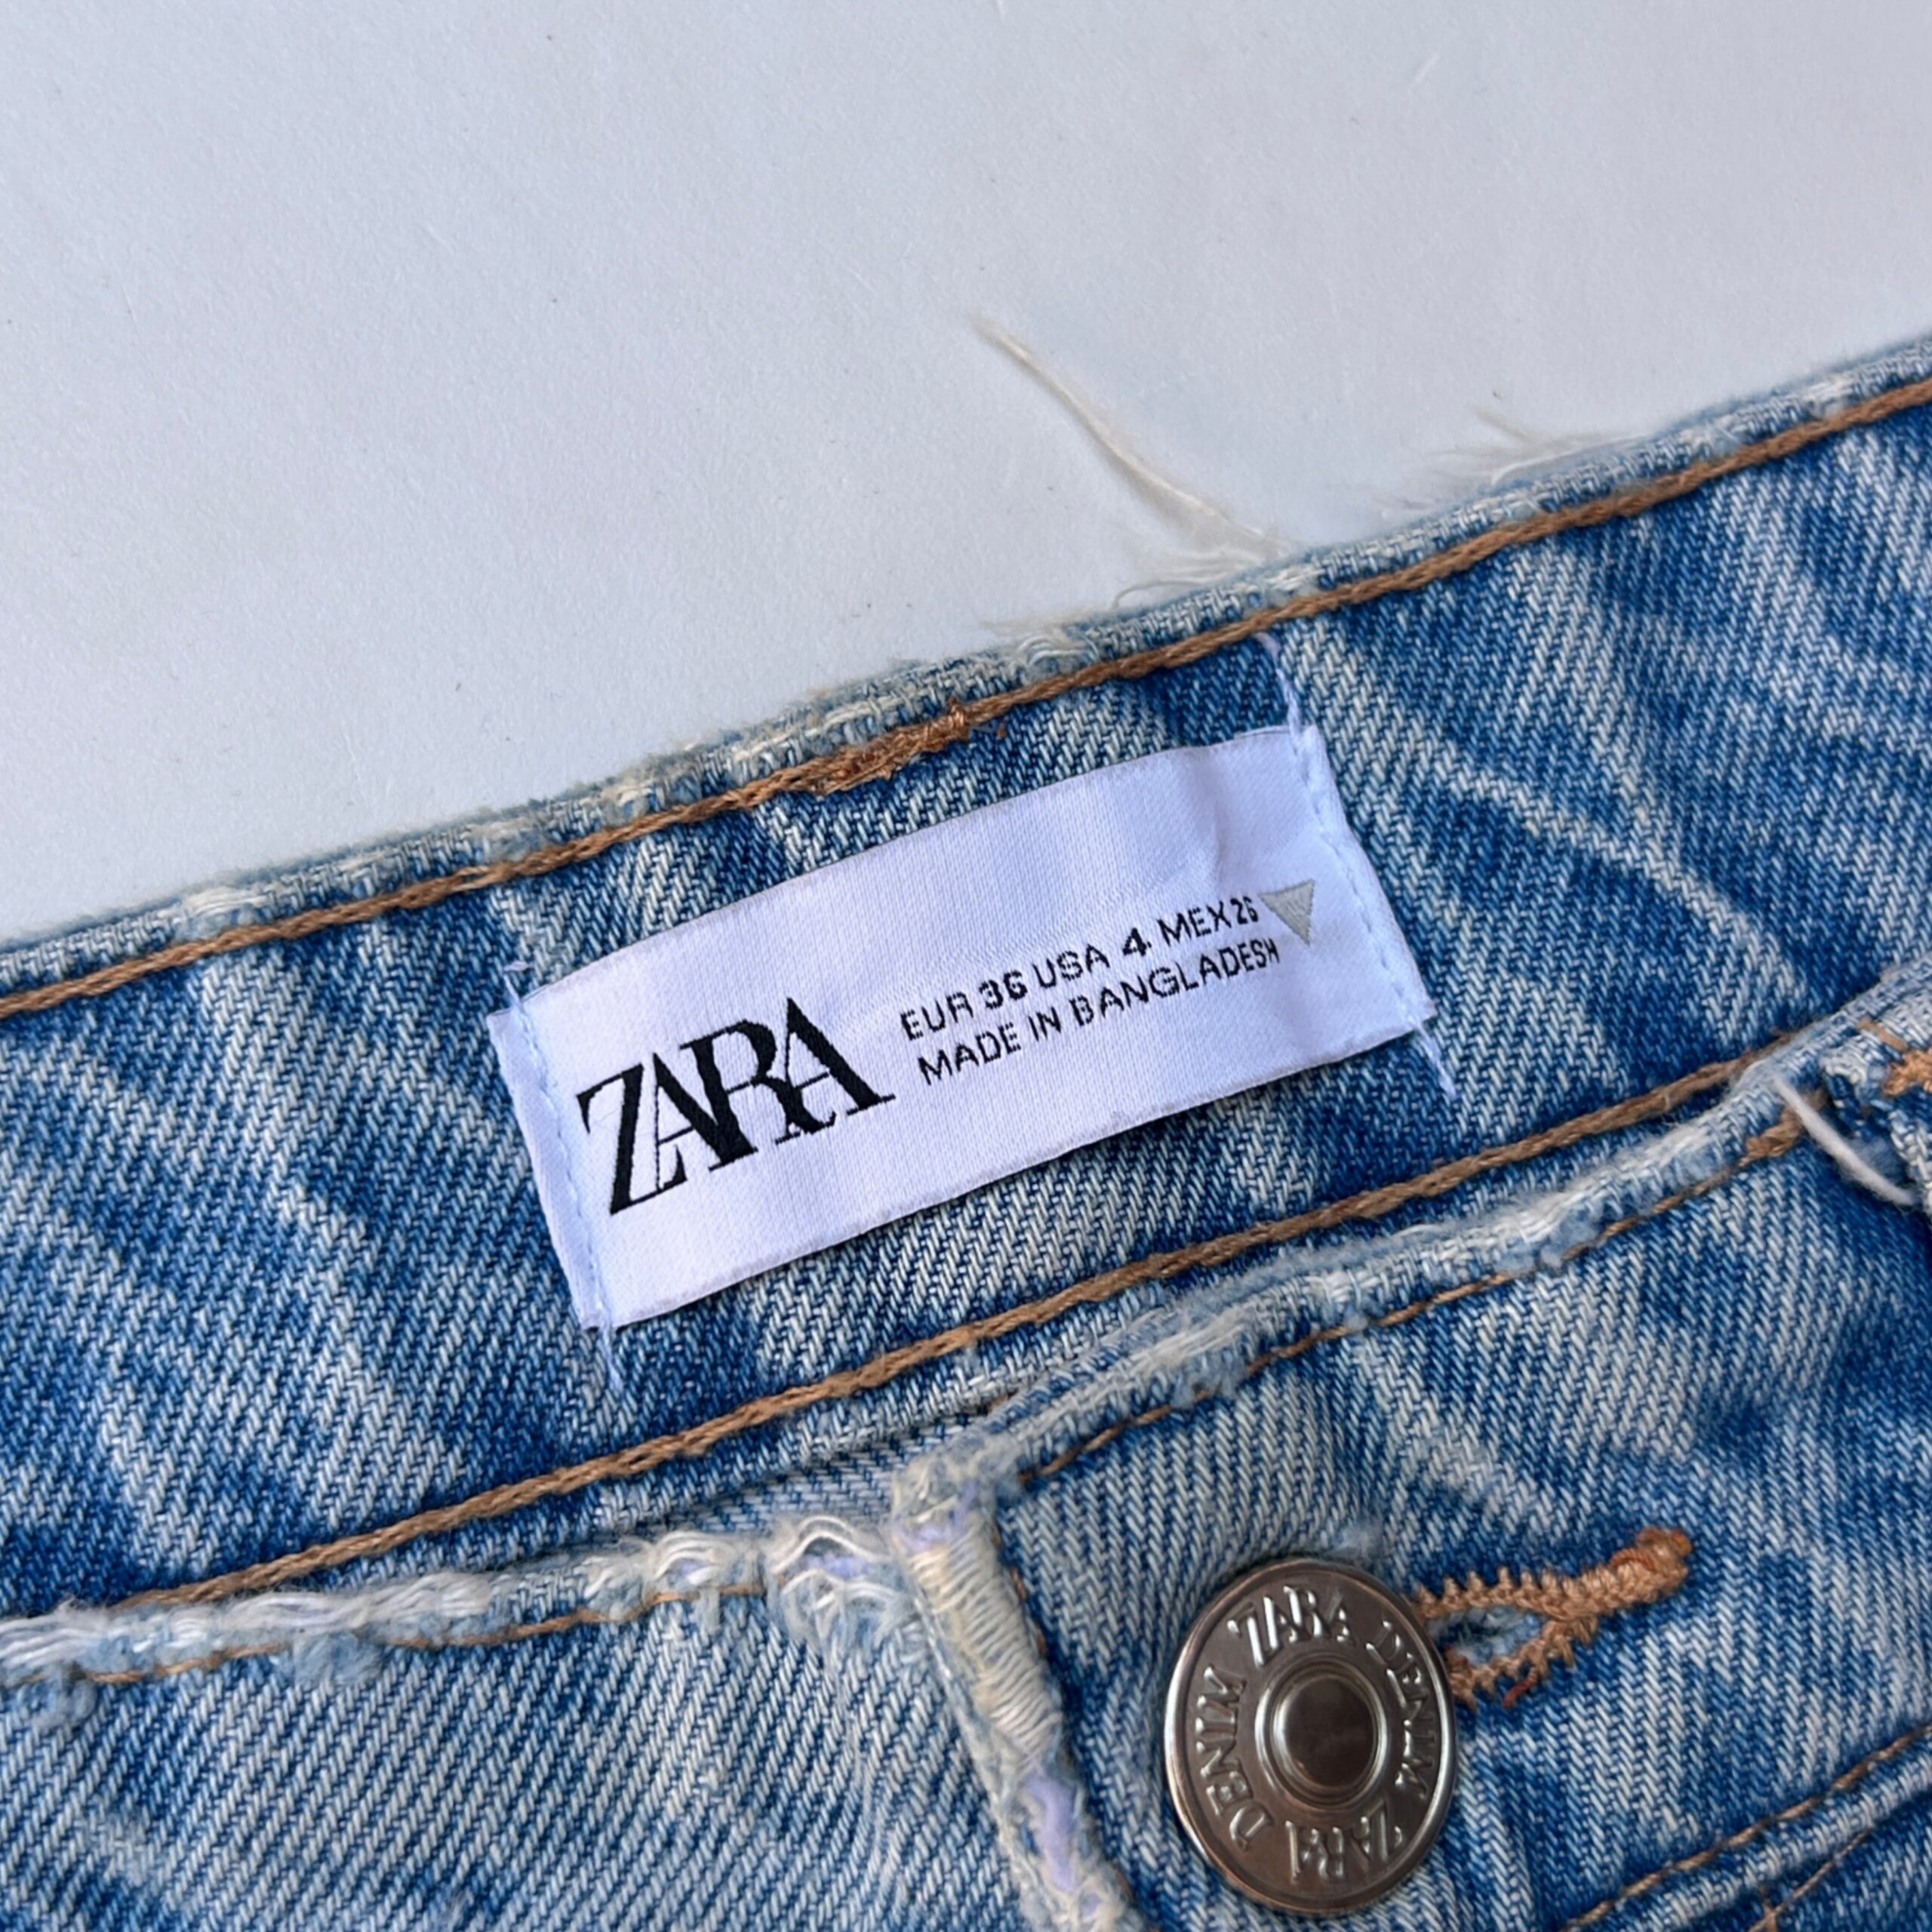 ZARA
EUR 36 USA 4 MEX 26
MADE IN BANGLADESH
ZARA DENIM ZARA DENIM